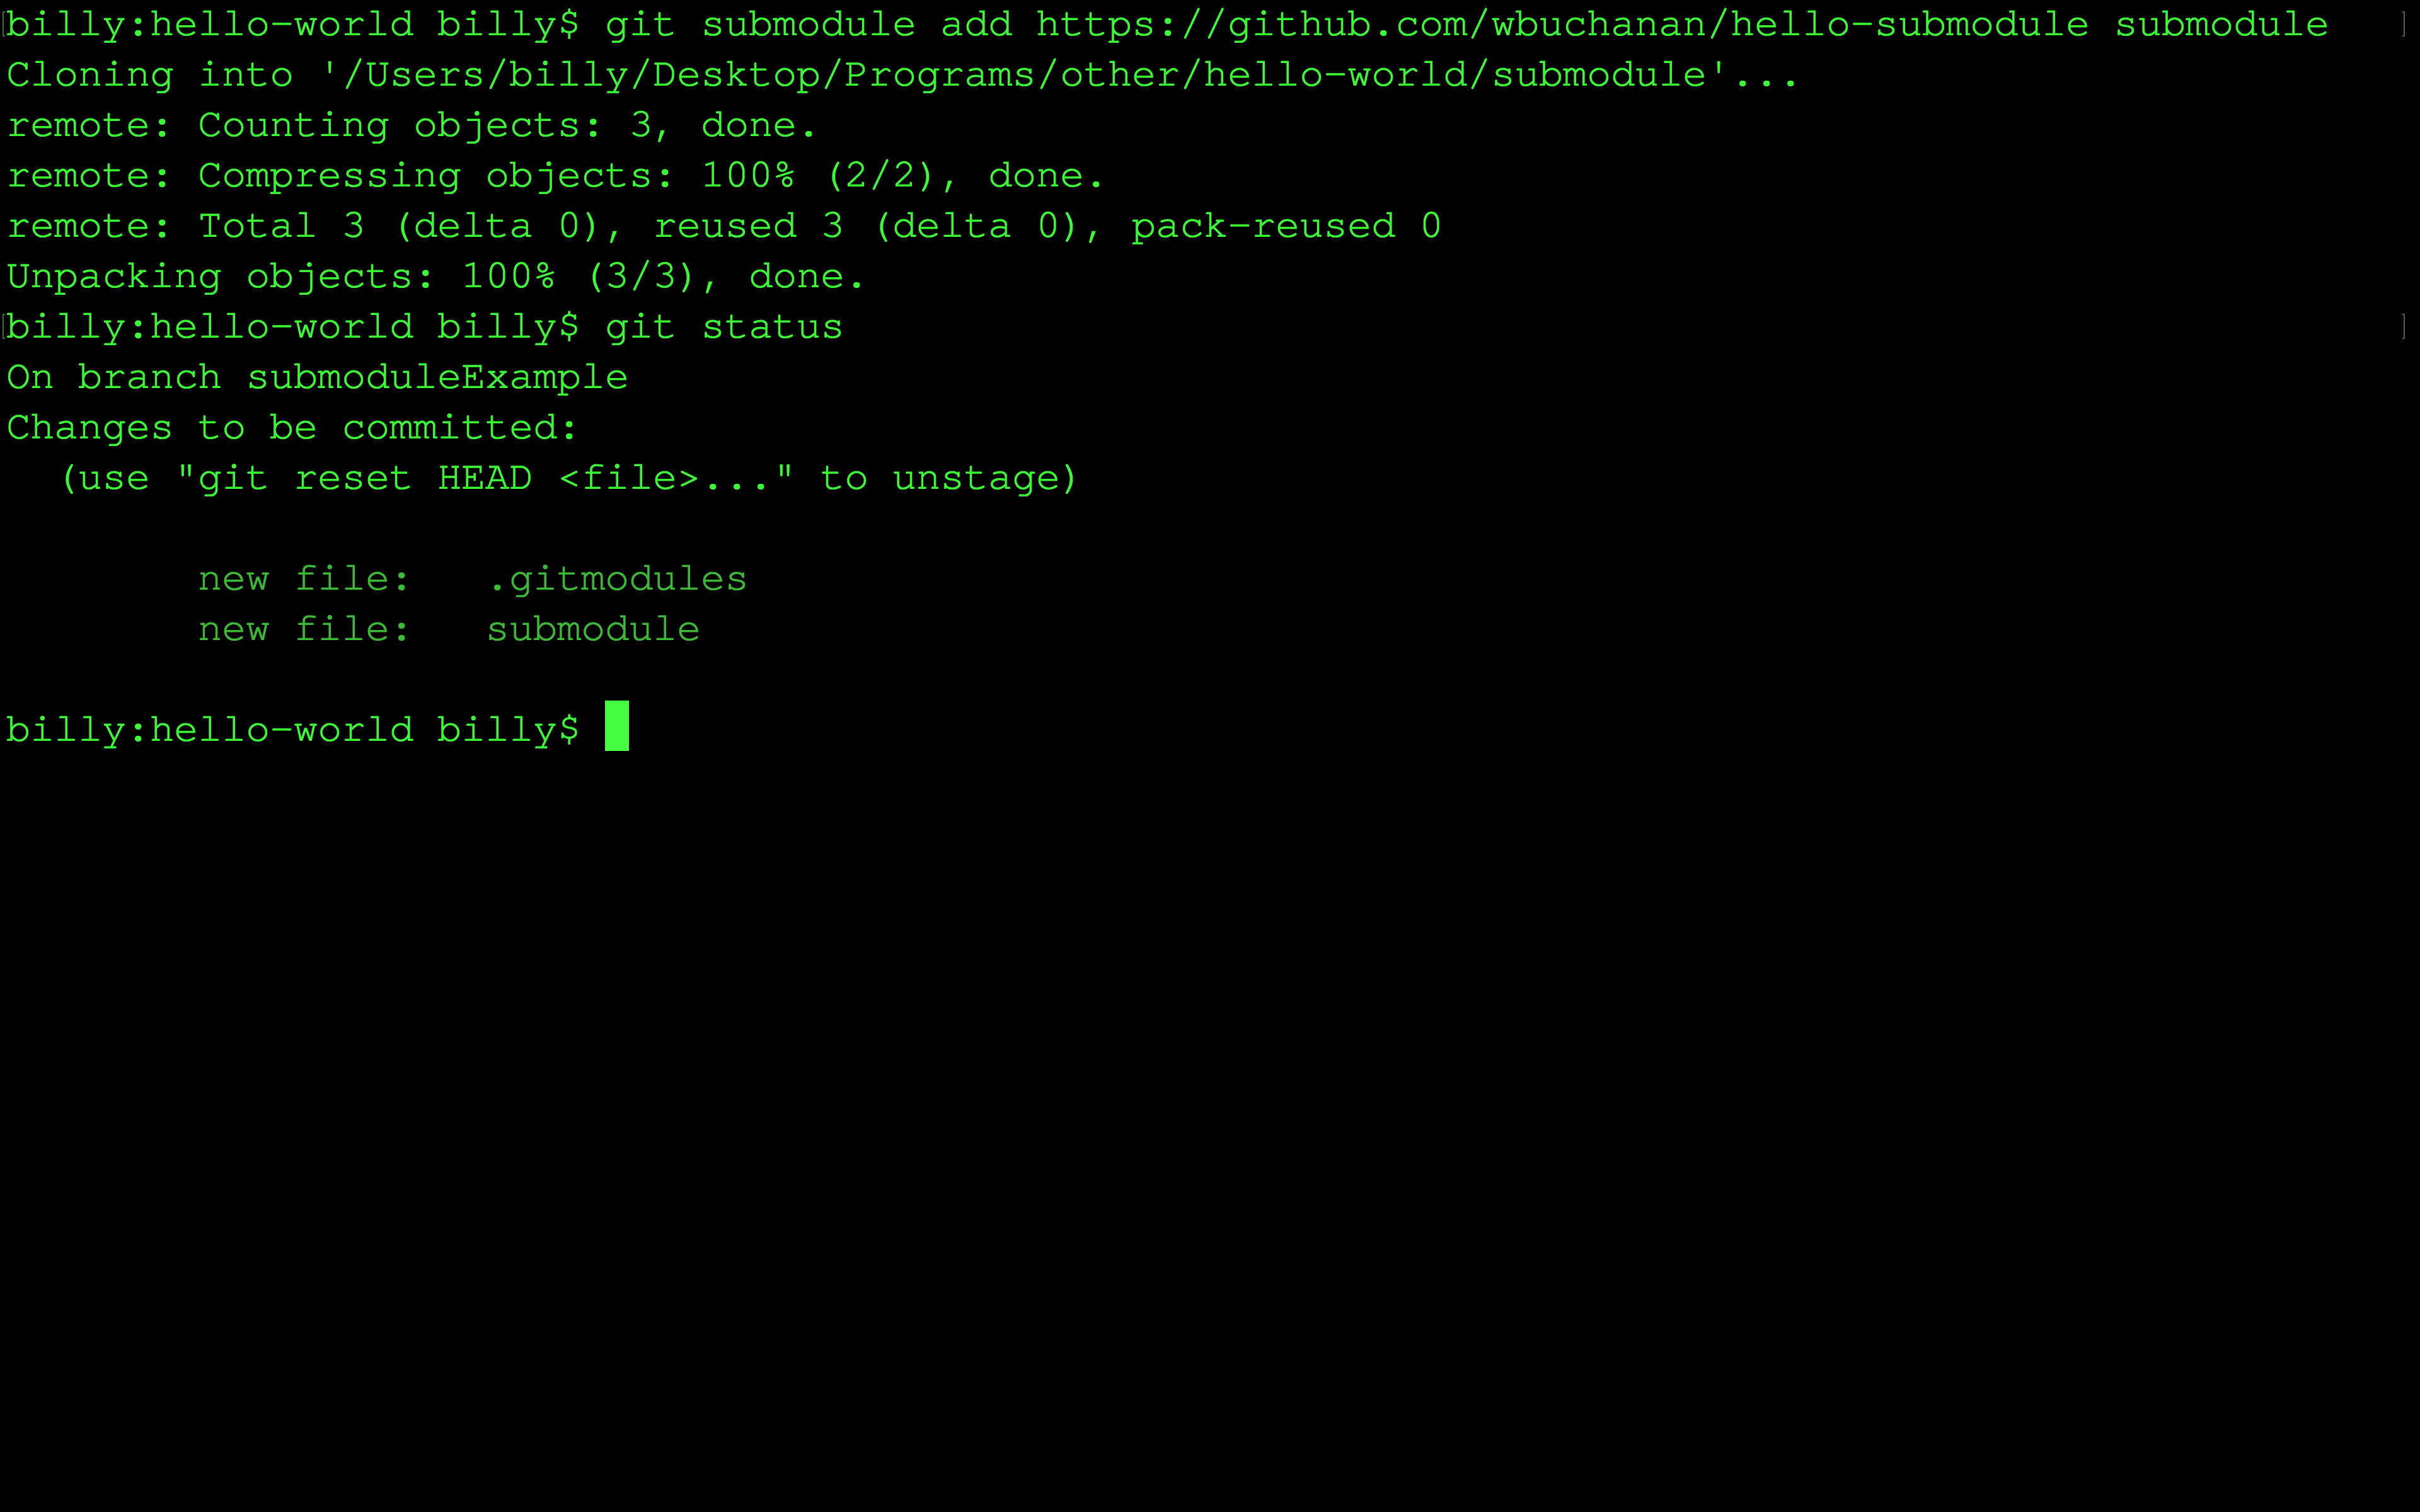 [billy:hello-world billy$ git submodule add https://github.com/wbuchanan/hello-submodule submodule ]
Cloning into '/Users/billy/Desktop/Programs/other/hello-world/submodule'...
remote: Counting objects: 3, done.
remote: Compressing objects: 100% (2/2), done.
remote: Total 3 (delta 0), reused 3 (delta 0), pack-reused 0
Unpacking objects: 100% (3/3), done.
[billy:hello-world billy$ git status ]
On branch submoduleExample
Changes to be committed:
  (use "git reset HEAD <file>..." to unstage)
        new file:   .gitmodules
        new file:   submodule
billy:hello-world billy$